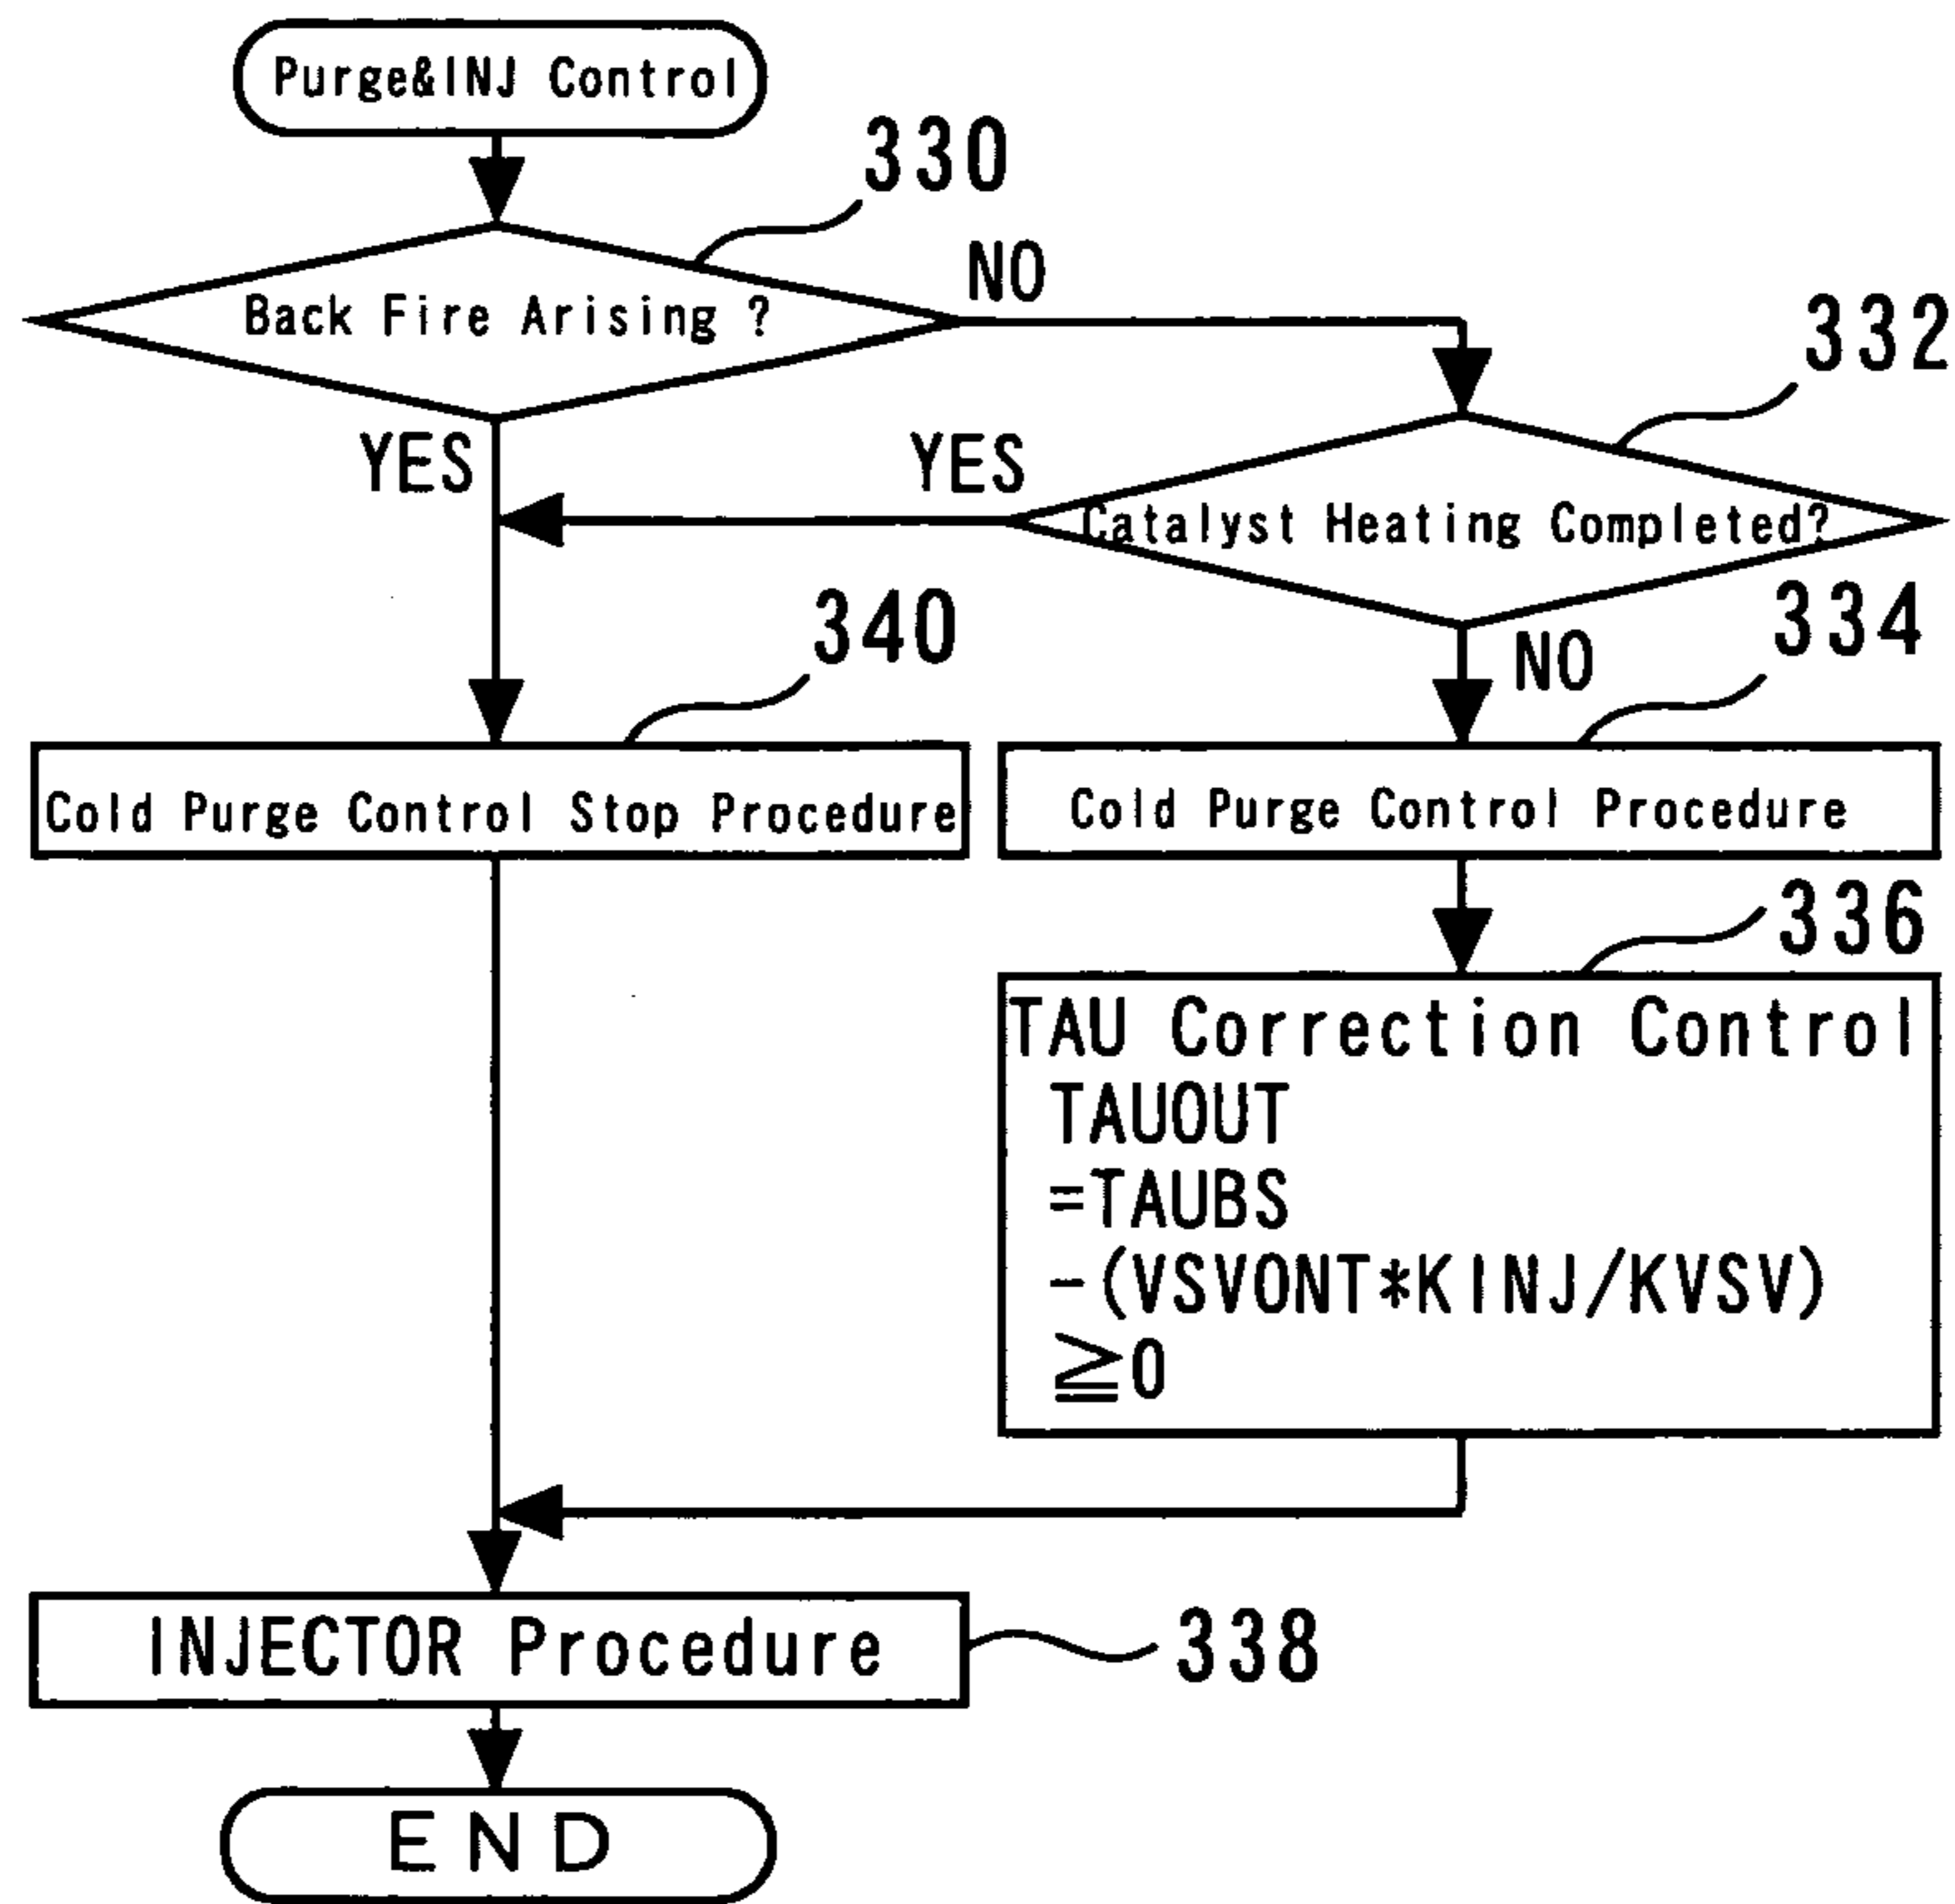 Purge&INJ Control
330
Back Fire Arising ?
NO
332
YES
YES
Catalyst Heating Completed?
340
334
NO
Cold Purge Control Stop Procedure
Cold Purge Control Procedure
336
TAU Correction Control
TAUOUT
=TAUBS
-(VSVONT*KINJ/KVSV)
≧0
INJECTOR Procedure
338
END